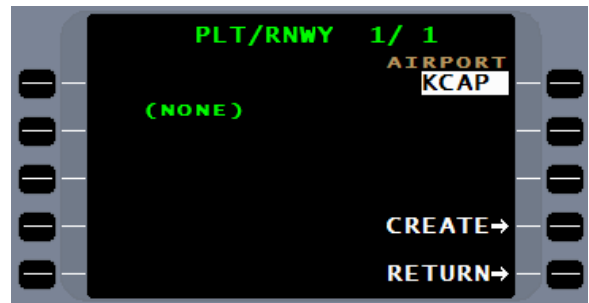 PLT/RNWY 1/ 1
AIRPORT
KCAP
(NONE)
CREATE→
RETURN→